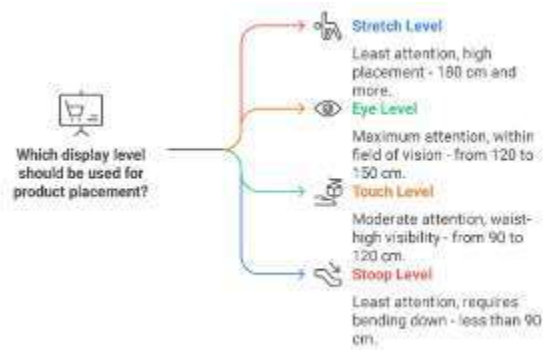 Which display level
should be used for
product placement?
Stretch Level
Least attention, high
placement - 180 cm and
more.
Eye Level
Maximum attention, within
field of vision - from 120 to
150 cm.
Touch Level
Moderate attention, waist-
high visibility - from 90 to
120 cm.
Stoop Level
Least attention, requires
bending down - less than 90
cm.